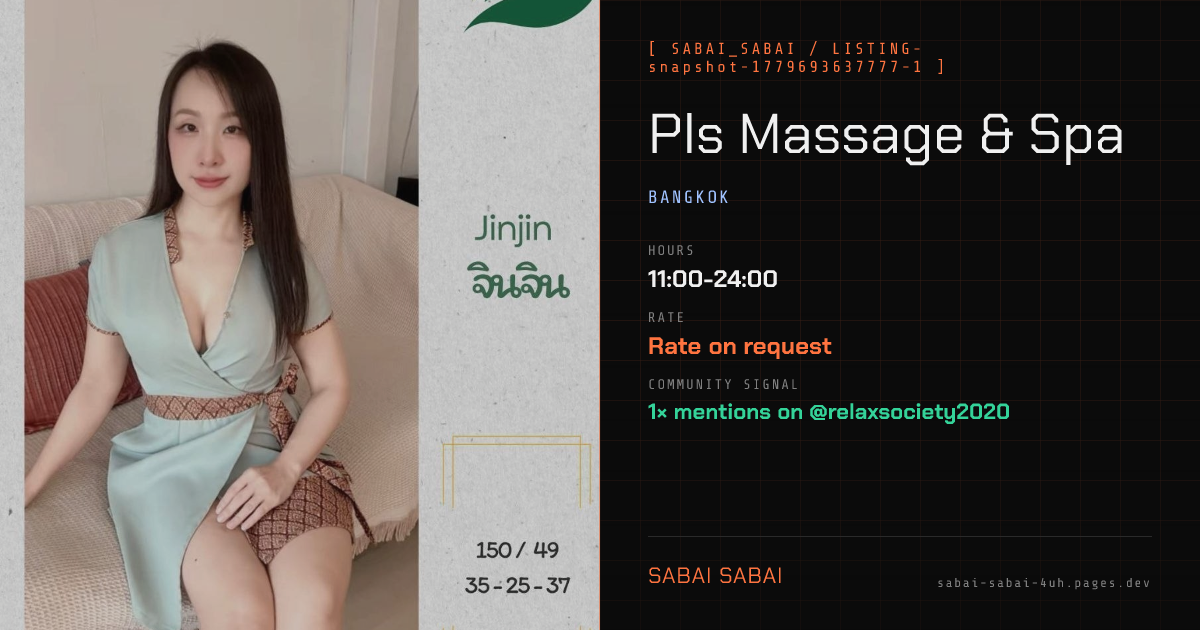 Jinjin
จินจิน
150 / 49
35-25-37
[ SABAI_SABAI / LISTING-
snapshot-1779693637777-1 ]
Pls Massage & Spa
BANGKOK
HOURS
11:00-24:00
RATE
Rate on request
COMMUNITY SIGNAL
1× mentions on @relaxsociety2020
SABAI SABAI
sabai-sabai-4uh.pages.dev